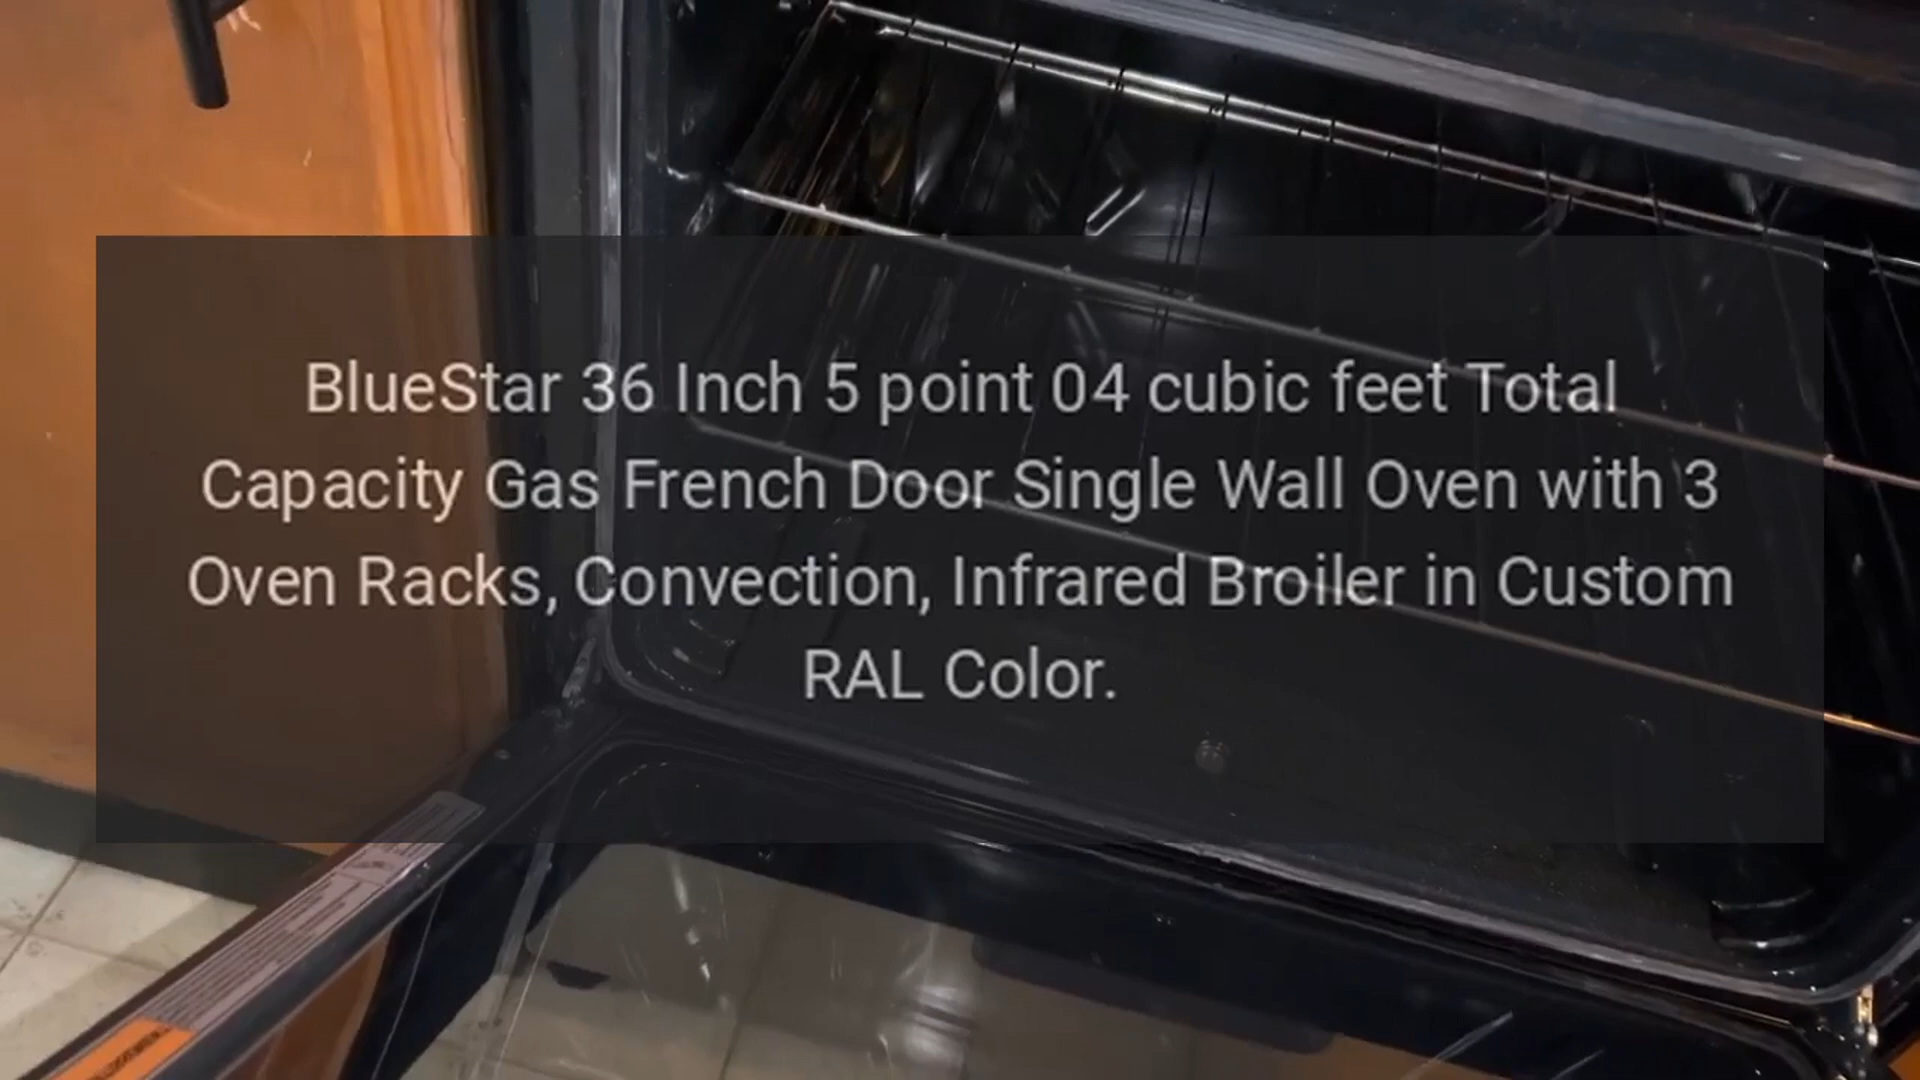 BlueStar 36 Inch 5 point 04 cubic feet Total
Capacity Gas French Door Single Wall Oven with 3
Oven Racks, Convection, Infrared Broiler in Custom
RAL Color.